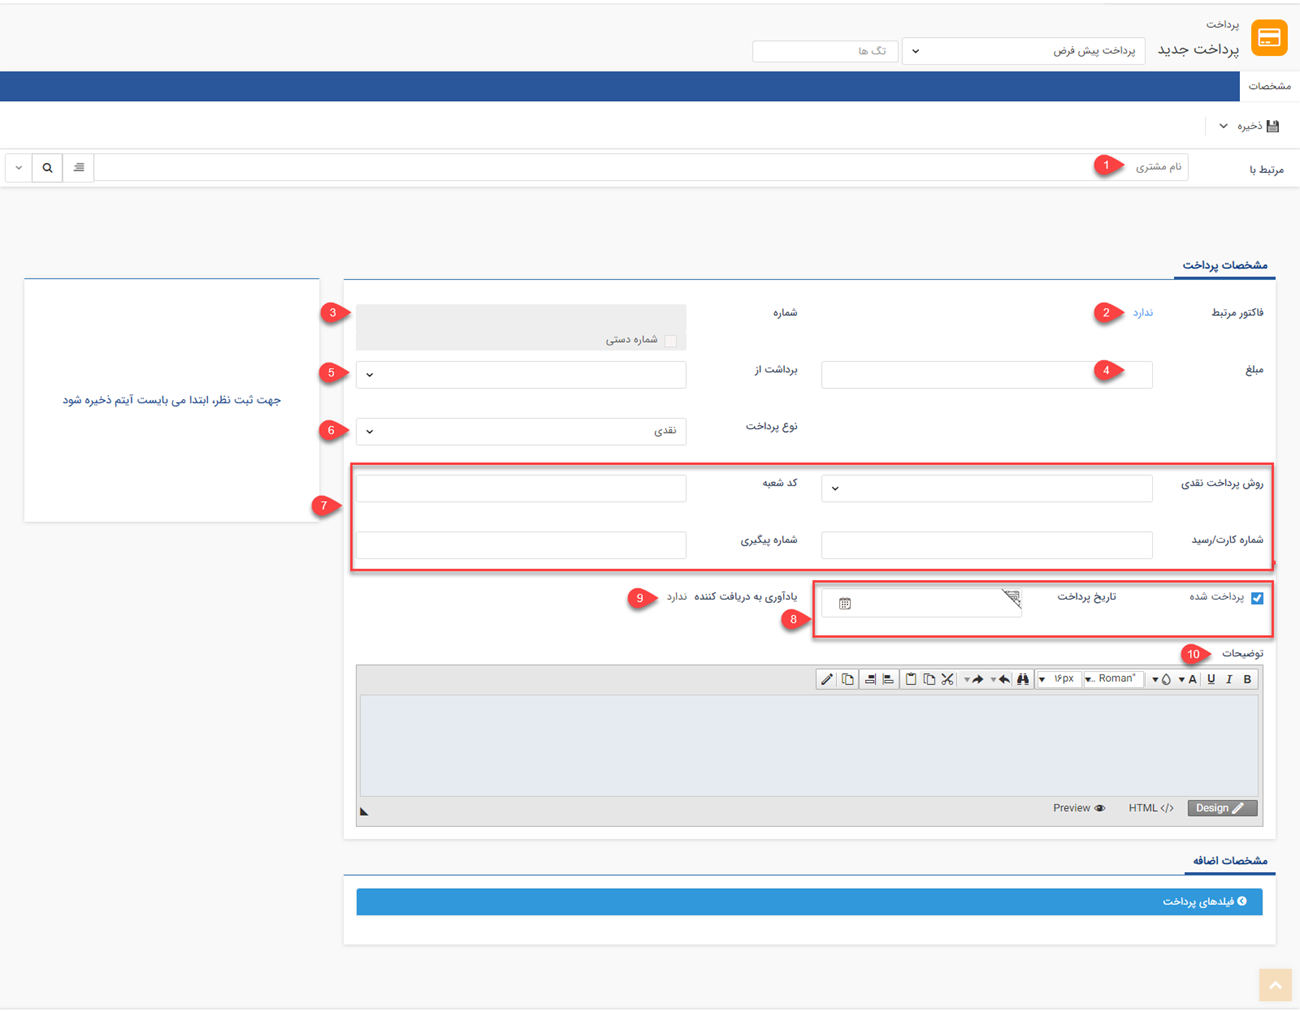 پرداخت
پرداخت جدید
پرداخت پیش فرض
تگ ها
مشخصات
ذخیره
مرتبط با
نام مشتری
1
مشخصات پرداخت
فاکتور مرتبط
ندارد
2
شماره
3
شماره دستی
مبلغ
4
برداشت از
5
نوع پرداخت
نقدی
6
روش پرداخت نقدی
کد شعبه
7
شماره کارت/رسید
شماره پیگیری
پرداخت شده
تاریخ پرداخت
8
یادآوری به دریافت کننده
ندارد
9
توضیحات
10
B I U A Roman" ۱۶px
Design
HTML
Preview
جهت ثبت نظر، ابتدا می بایست آیتم ذخیره شود
مشخصات اضافه
فیلدهای پرداخت